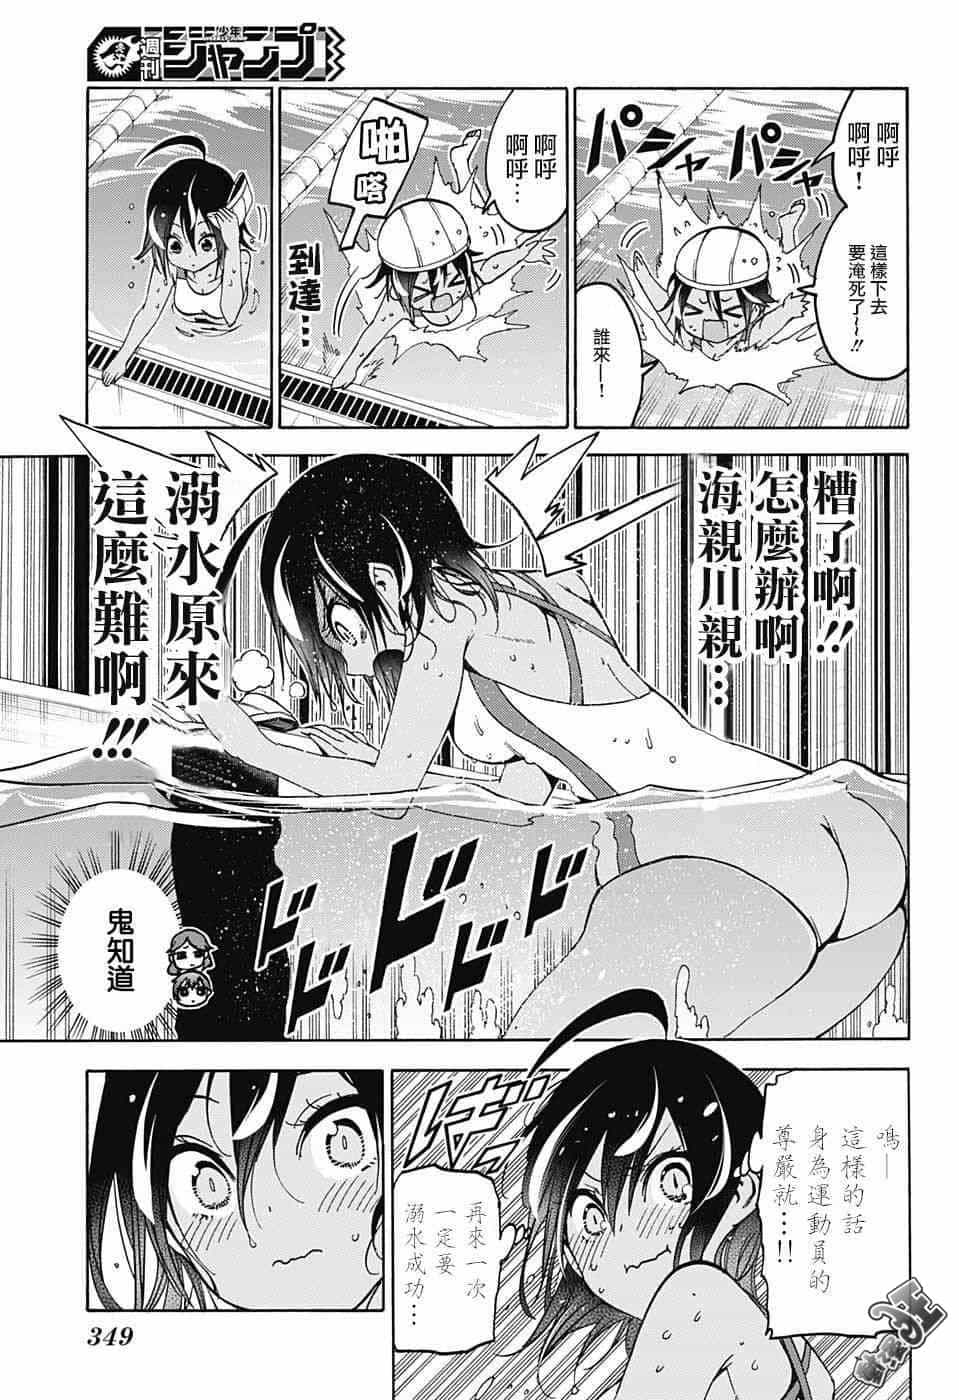 週刊
少年
ジャンプ
啊呼
啊呼！
這樣下去
要淹死了～～!!
誰來—！
パシャ
パシャ
啊呼
啊呼…
啪
嗒
到達…
糟了啊!!
怎麼辦啊
海親川親…
溺水原來
這麼難啊!!!
ドドド
ドド
鬼知道
嗚—
這樣的話
身為運動員的
尊嚴就…!!
再來一次
一定要
溺水成功…
349